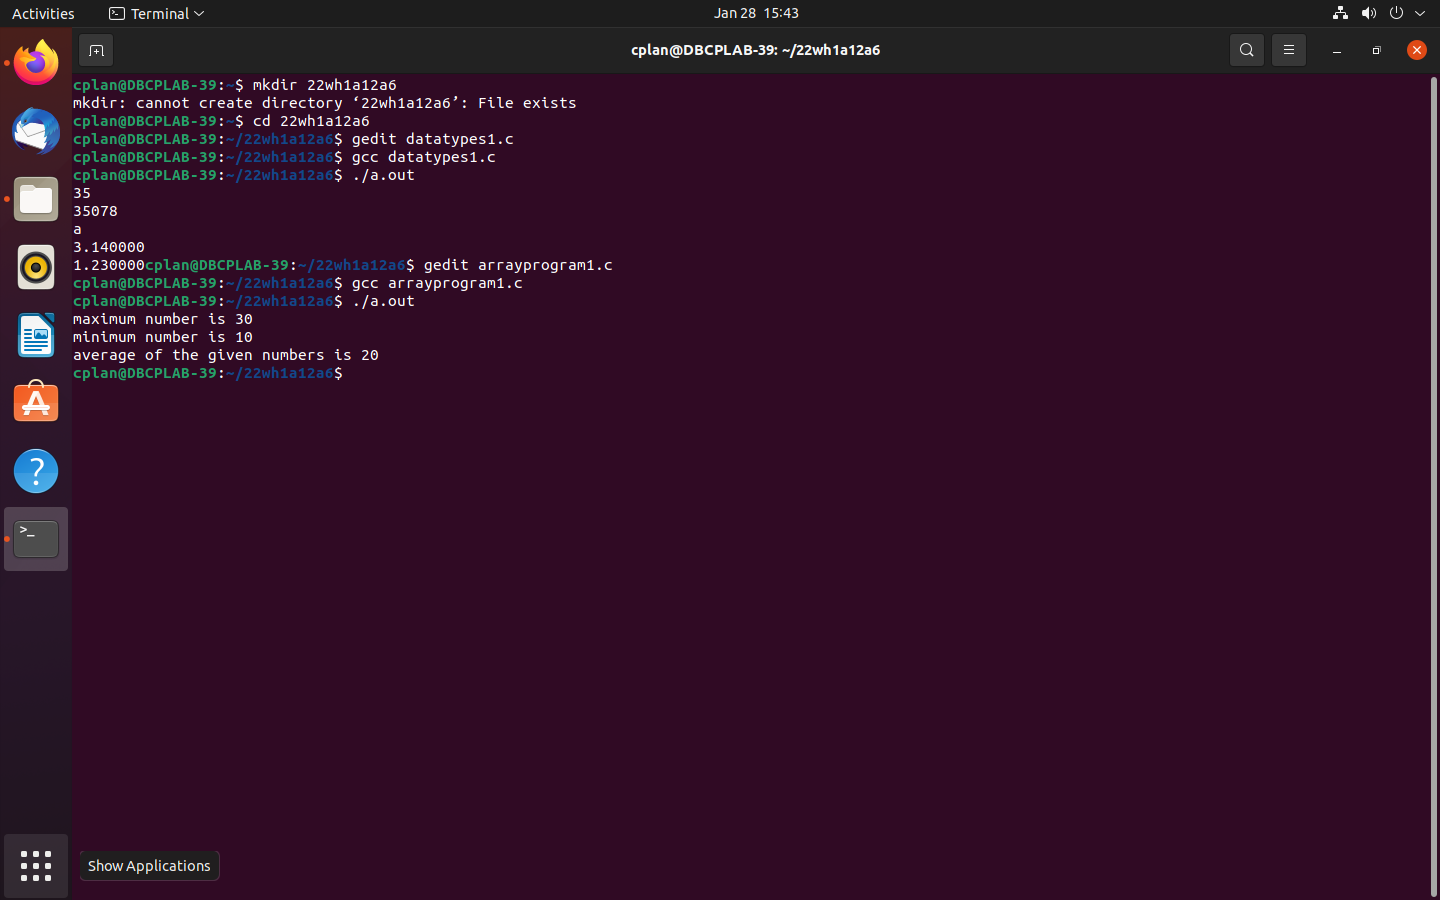 Activities
Terminal
Jan 28 15:43
cplan@DBCPLAB-39: ~/22wh1a12a6
cplan@DBCPLAB-39:~$ mkdir 22wh1a12a6
mkdir: cannot create directory ‘22wh1a12a6’: File exists
cplan@DBCPLAB-39:~$ cd 22wh1a12a6
cplan@DBCPLAB-39:~/22wh1a12a6$ gedit datatypes1.c
cplan@DBCPLAB-39:~/22wh1a12a6$ gcc datatypes1.c
cplan@DBCPLAB-39:~/22wh1a12a6$ ./a.out
35
35078
a
3.140000
1.230000cplan@DBCPLAB-39:~/22wh1a12a6$ gedit arrayprogram1.c
cplan@DBCPLAB-39:~/22wh1a12a6$ gcc arrayprogram1.c
cplan@DBCPLAB-39:~/22wh1a12a6$ ./a.out
maximum number is 30
minimum number is 10
average of the given numbers is 20
cplan@DBCPLAB-39:~/22wh1a12a6$
Show Applications